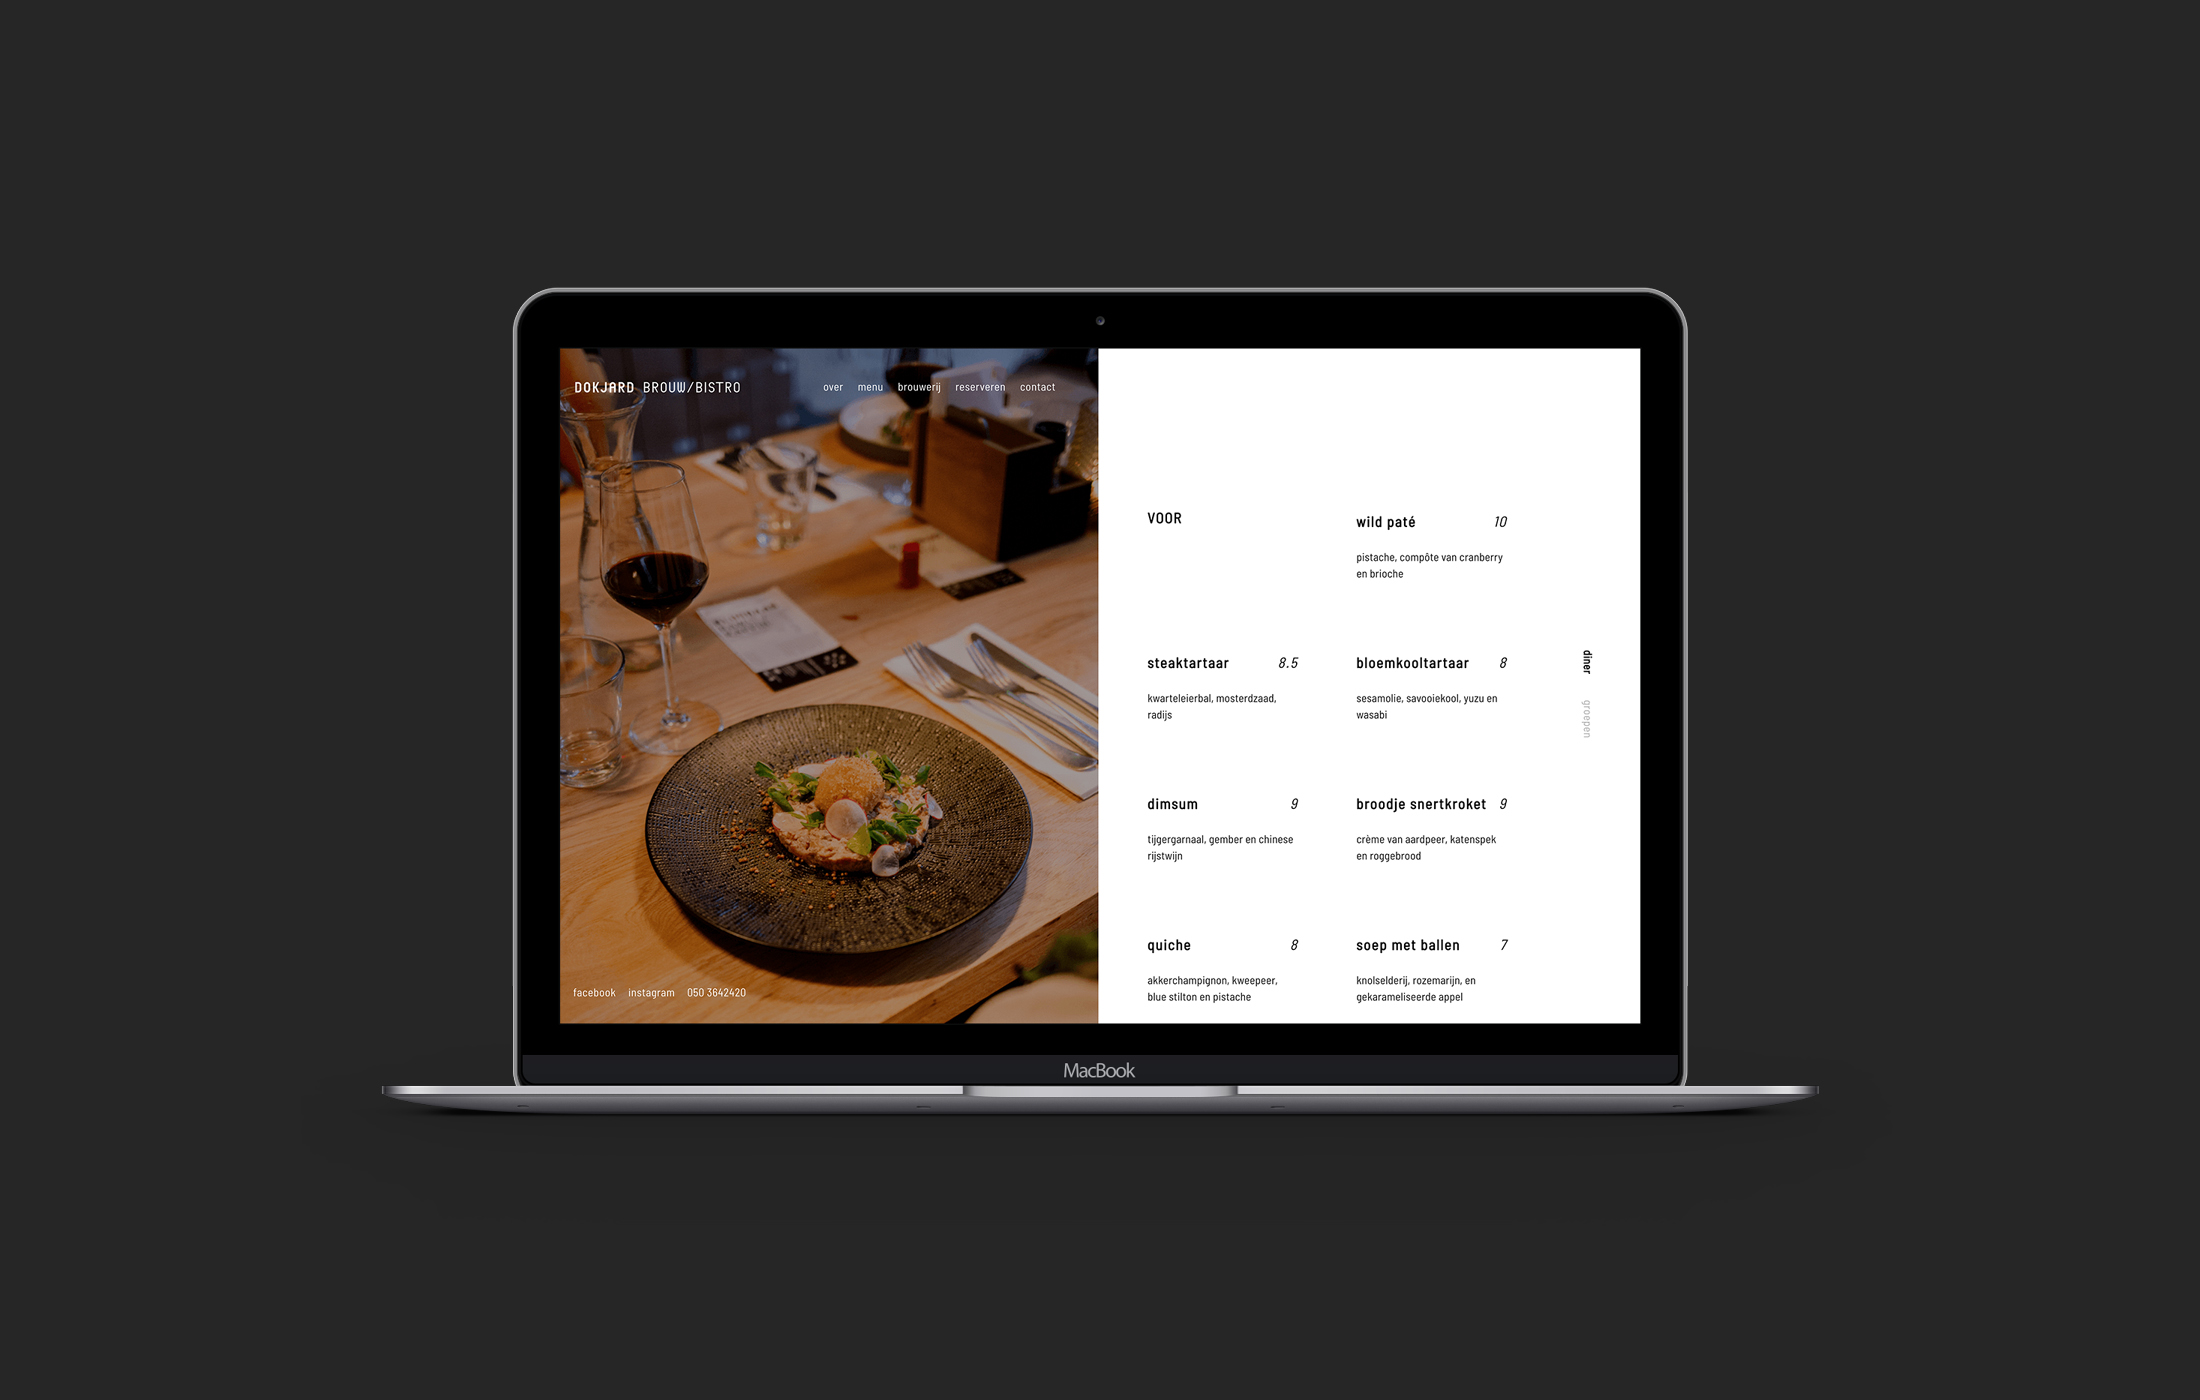 DOKJARD BROUW/BISTRO
over menu brouwerij reserveren contact
facebook instagram 050 3642420
VOOR
wild paté 10
pistache, compôte van cranberry
en brioche
steaktartaar 8.5
kwarteleierbal, mosterdzaad,
radijs
bloemkooltartaar 8
sesamolie, savooiekool, yuzu en
wasabi
dimsum 9
tijgergarnaal, gember en chinese
rijstwijn
broodje snertkroket 9
crème van aardpeer, katenspek
en roggebrood
quiche 8
akkerchampignon, kweepeer,
blue stilton en pistache
soep met ballen 7
knolselderij, rozemarijn, en
gekarameliseerde appel
diner
groepen
MacBook